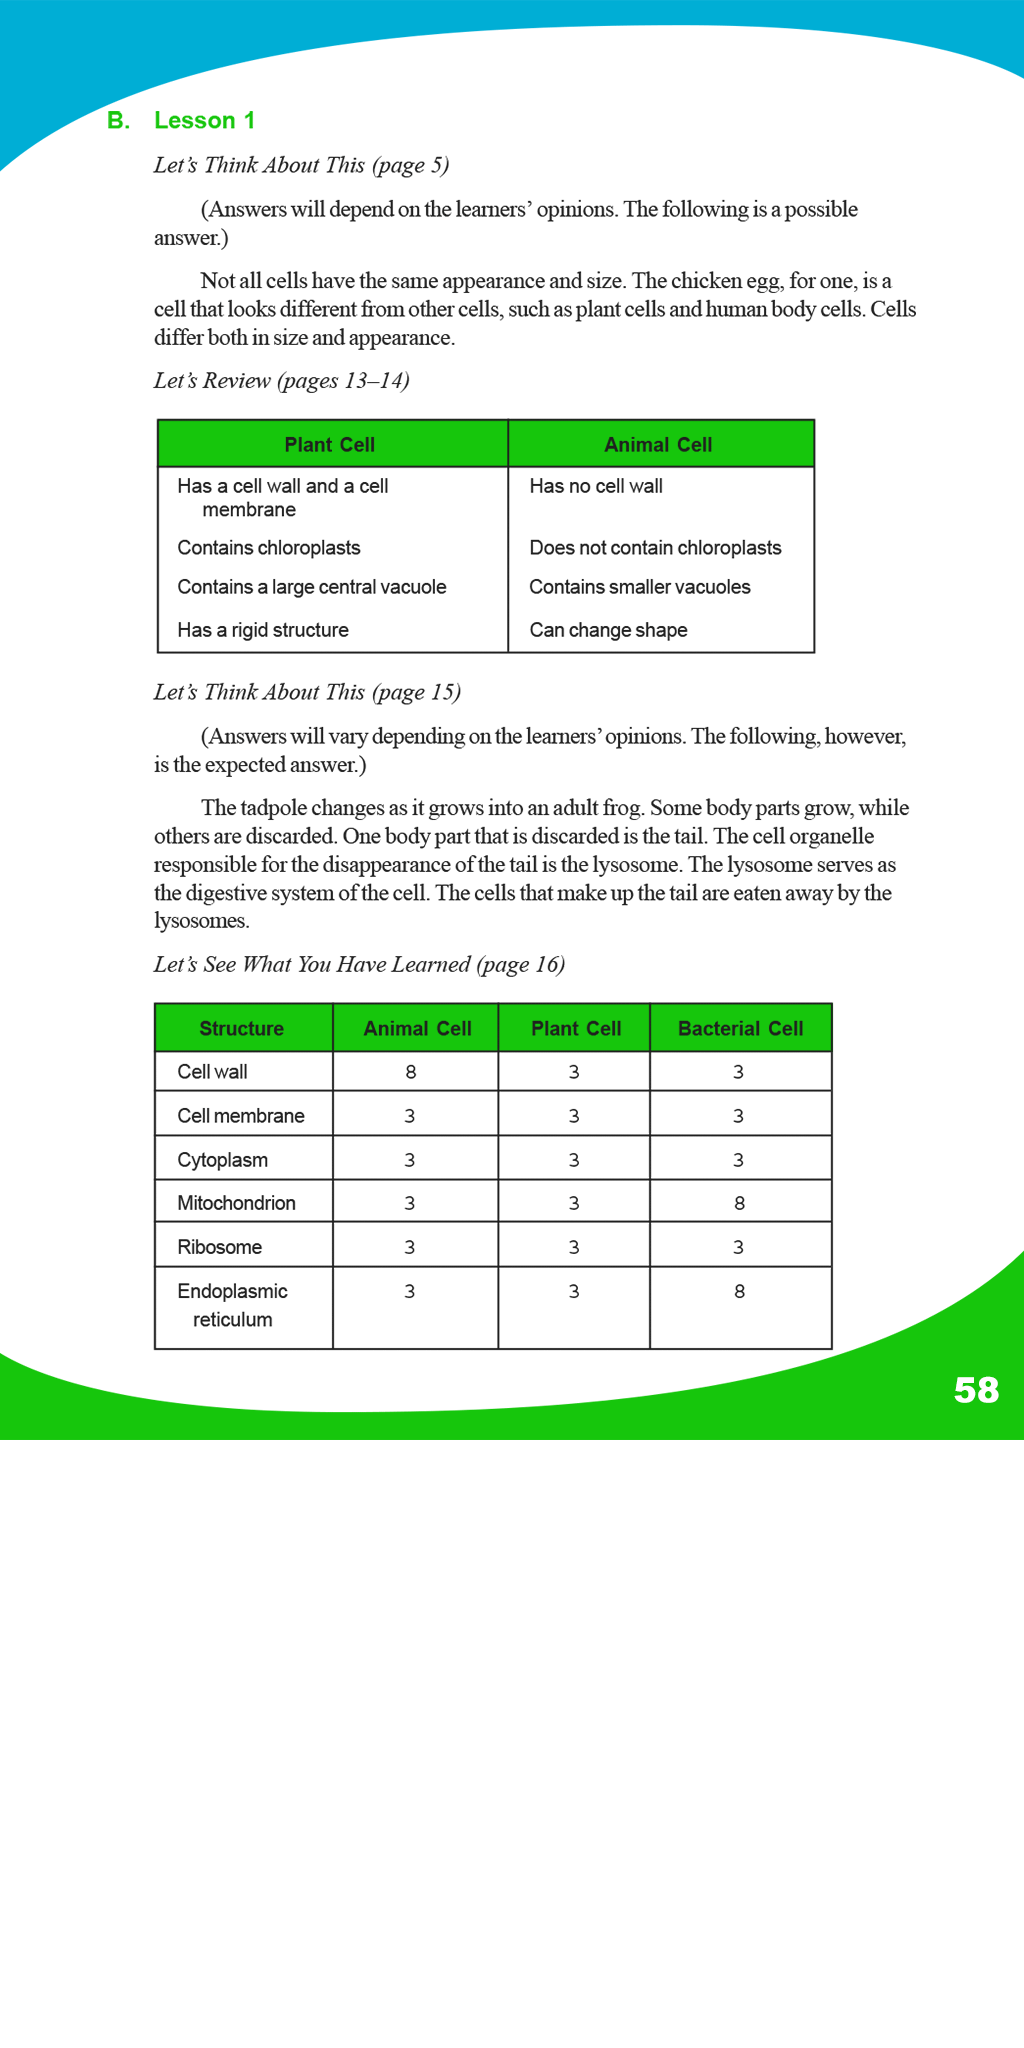 B. Lesson 1
Let’s Think About This (page 5)
(Answers will depend on the learners’ opinions. The following is a possible
answer.)
Not all cells have the same appearance and size. The chicken egg, for one, is a
cell that looks different from other cells, such as plant cells and human body cells. Cells
differ both in size and appearance.
Let’s Review (pages 13–14)
Plant Cell Animal Cell
Has a cell wall and a cell Has no cell wall
membrane
Contains chloroplasts Does not contain chloroplasts
Contains a large central vacuole Contains smaller vacuoles
Has a rigid structure Can change shape
Let’s Think About This (page 15)
(Answers will vary depending on the learners’ opinions. The following, however,
is the expected answer.)
The tadpole changes as it grows into an adult frog. Some body parts grow, while
others are discarded. One body part that is discarded is the tail. The cell organelle
responsible for the disappearance of the tail is the lysosome. The lysosome serves as
the digestive system of the cell. The cells that make up the tail are eaten away by the
lysosomes.
Let’s See What You Have Learned (page 16)
Structure Animal Cell Plant Cell Bacterial Cell
Cell wall 8 3 3
Cell membrane 3 3 3
Cytoplasm 3 3 3
Mitochondrion 3 3 8
Ribosome 3 3 3
Endoplasmic 3 3 8
reticulum
58